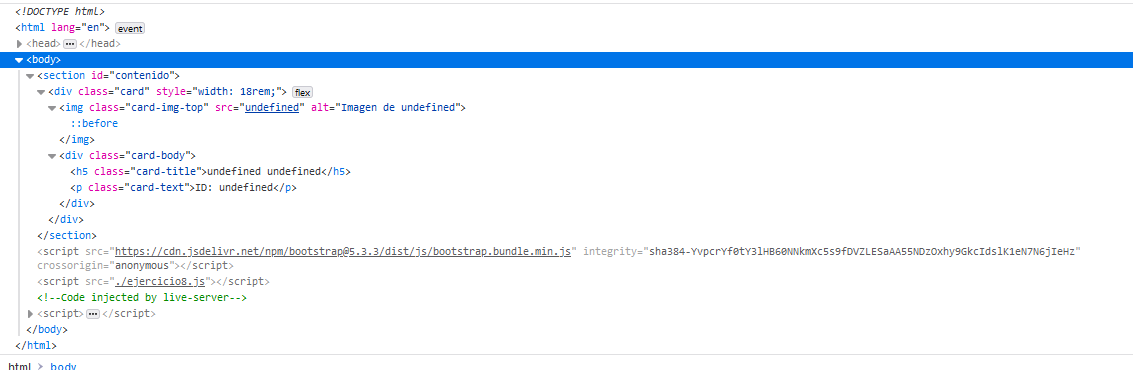 <!DOCTYPE html>
<html lang="en"> event
<head> ••• </head>
<body>
<section id="contenido">
<div class="card" style="width: 18rem;"> flex
<img class="card-img-top" src="undefined" alt="Imagen de undefined">
::before
</img>
<div class="card-body">
<h5 class="card-title">undefined undefined</h5>
<p class="card-text">ID: undefined</p>
</div>
</div>
</section>
<script src="https://cdn.jsdelivr.net/npm/bootstrap@5.3.3/dist/js/bootstrap.bundle.min.js" integrity="sha384-YvpcrYf0tY3lHB60NNkmXc5s9fDVZLESaAA55NDzOxhy9GkcIdslK1eN7N6jIeHz"
crossorigin="anonymous"></script>
<script src="./ejercicio8.js"></script>
<!--Code injected by live-server-->
<script> ••• </script>
</body>
</html>
html > body